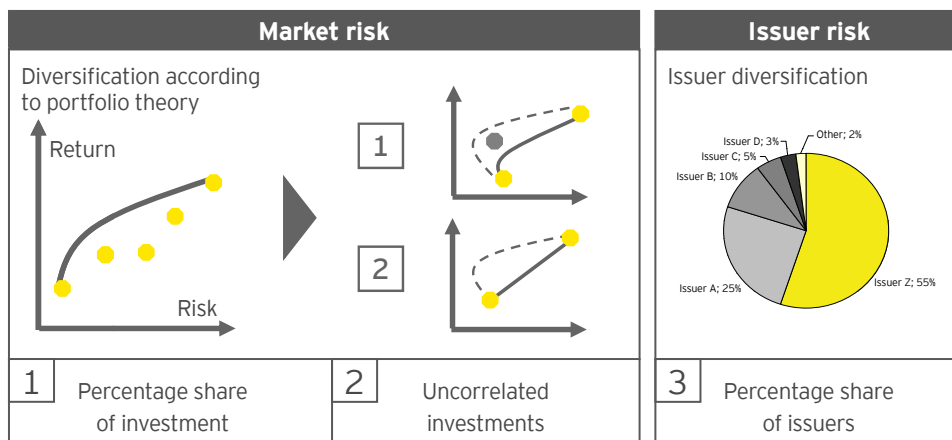 Market risk
Diversification according
to portfolio theory
Return
Risk
1
2
1 Percentage share
of investment
2 Uncorrelated
investments
Issuer risk
Issuer diversification
Other; 2%
Issuer D; 3%
Issuer C; 5%
Issuer B; 10%
Issuer A; 25%
Issuer Z; 55%
3 Percentage share
of issuers